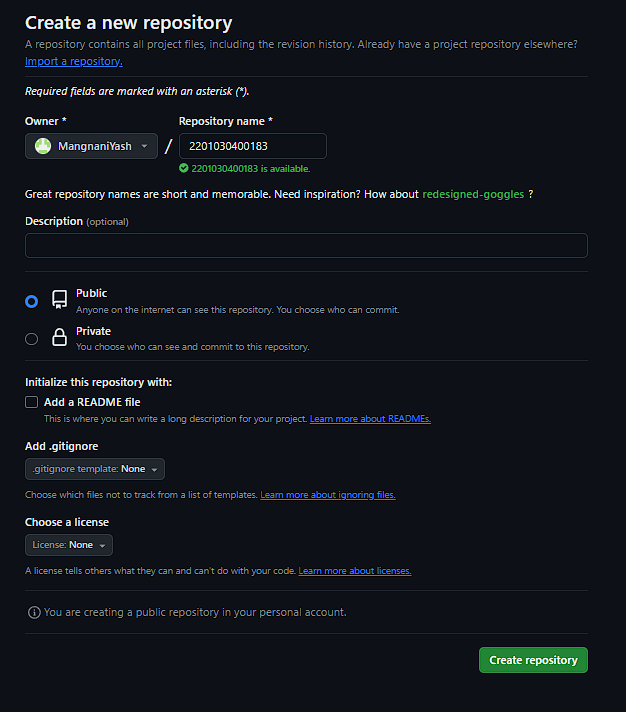 Create a new repository
A repository contains all project files, including the revision history. Already have a project repository elsewhere?
Import a repository.
Required fields are marked with an asterisk (*).
Owner * Repository name *
MangnaniYash / 2201030400183
2201030400183 is available.
Great repository names are short and memorable. Need inspiration? How about redesigned-goggles ?
Description (optional)
Public
Anyone on the internet can see this repository. You choose who can commit.
Private
You choose who can see and commit to this repository.
Initialize this repository with:
Add a README file
This is where you can write a long description for your project. Learn more about READMEs.
Add .gitignore
.gitignore template: None
Choose which files not to track from a list of templates. Learn more about ignoring files.
Choose a license
License: None
A license tells others what they can and can't do with your code. Learn more about licenses.
You are creating a public repository in your personal account.
Create repository